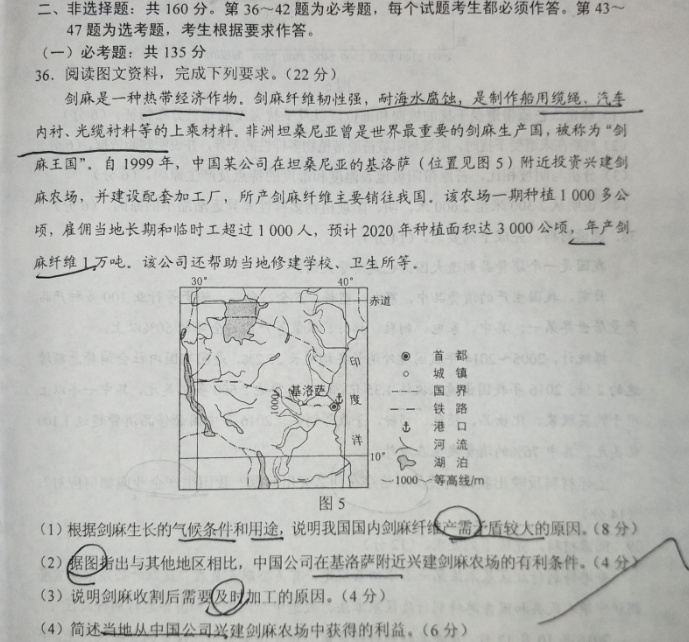 二、非选择题：共 160 分。第 36～42 题为必考题，每个试题考生都必须作答。第 43～
47 题为选考题，考生根据要求作答。
（一）必考题：共 135 分
36. 阅读图文资料，完成下列要求。（22 分）
剑麻是一种热带经济作物。剑麻纤维韧性强，耐海水腐蚀，是制作船用缆绳、汽车
内衬、光缆衬料等的上乘材料。非洲坦桑尼亚曾是世界最重要的剑麻生产国，被称为“剑
麻王国”。自 1999 年，中国某公司在坦桑尼亚的基洛萨（位置见图 5）附近投资兴建剑
麻农场，并建设配套加工厂，所产剑麻纤维主要销往我国。该农场一期种植 1 000 多公
顷，雇佣当地长期和临时工超过 1 000 人，预计 2020 年种植面积达 3 000 公顷，年产剑
麻纤维 1 万吨。该公司还帮助当地修建学校、卫生所等。
30° 40°
赤道
印
度
洋
基洛萨
1000
10°
首 都
城 镇
国 界
铁 路
港 口
河 流
湖 泊
1000 等高线/m
图 5
（1）根据剑麻生长的气候条件和用途，说明我国国内剑麻纤维产需矛盾较大的原因。（8 分）
（2）据图指出与其他地区相比，中国公司在基洛萨附近兴建剑麻农场的有利条件。（4 分）
（3）说明剑麻收割后需要及时加工的原因。（4 分）
（4）简述当地从中国公司兴建剑麻农场中获得的利益。（6 分）